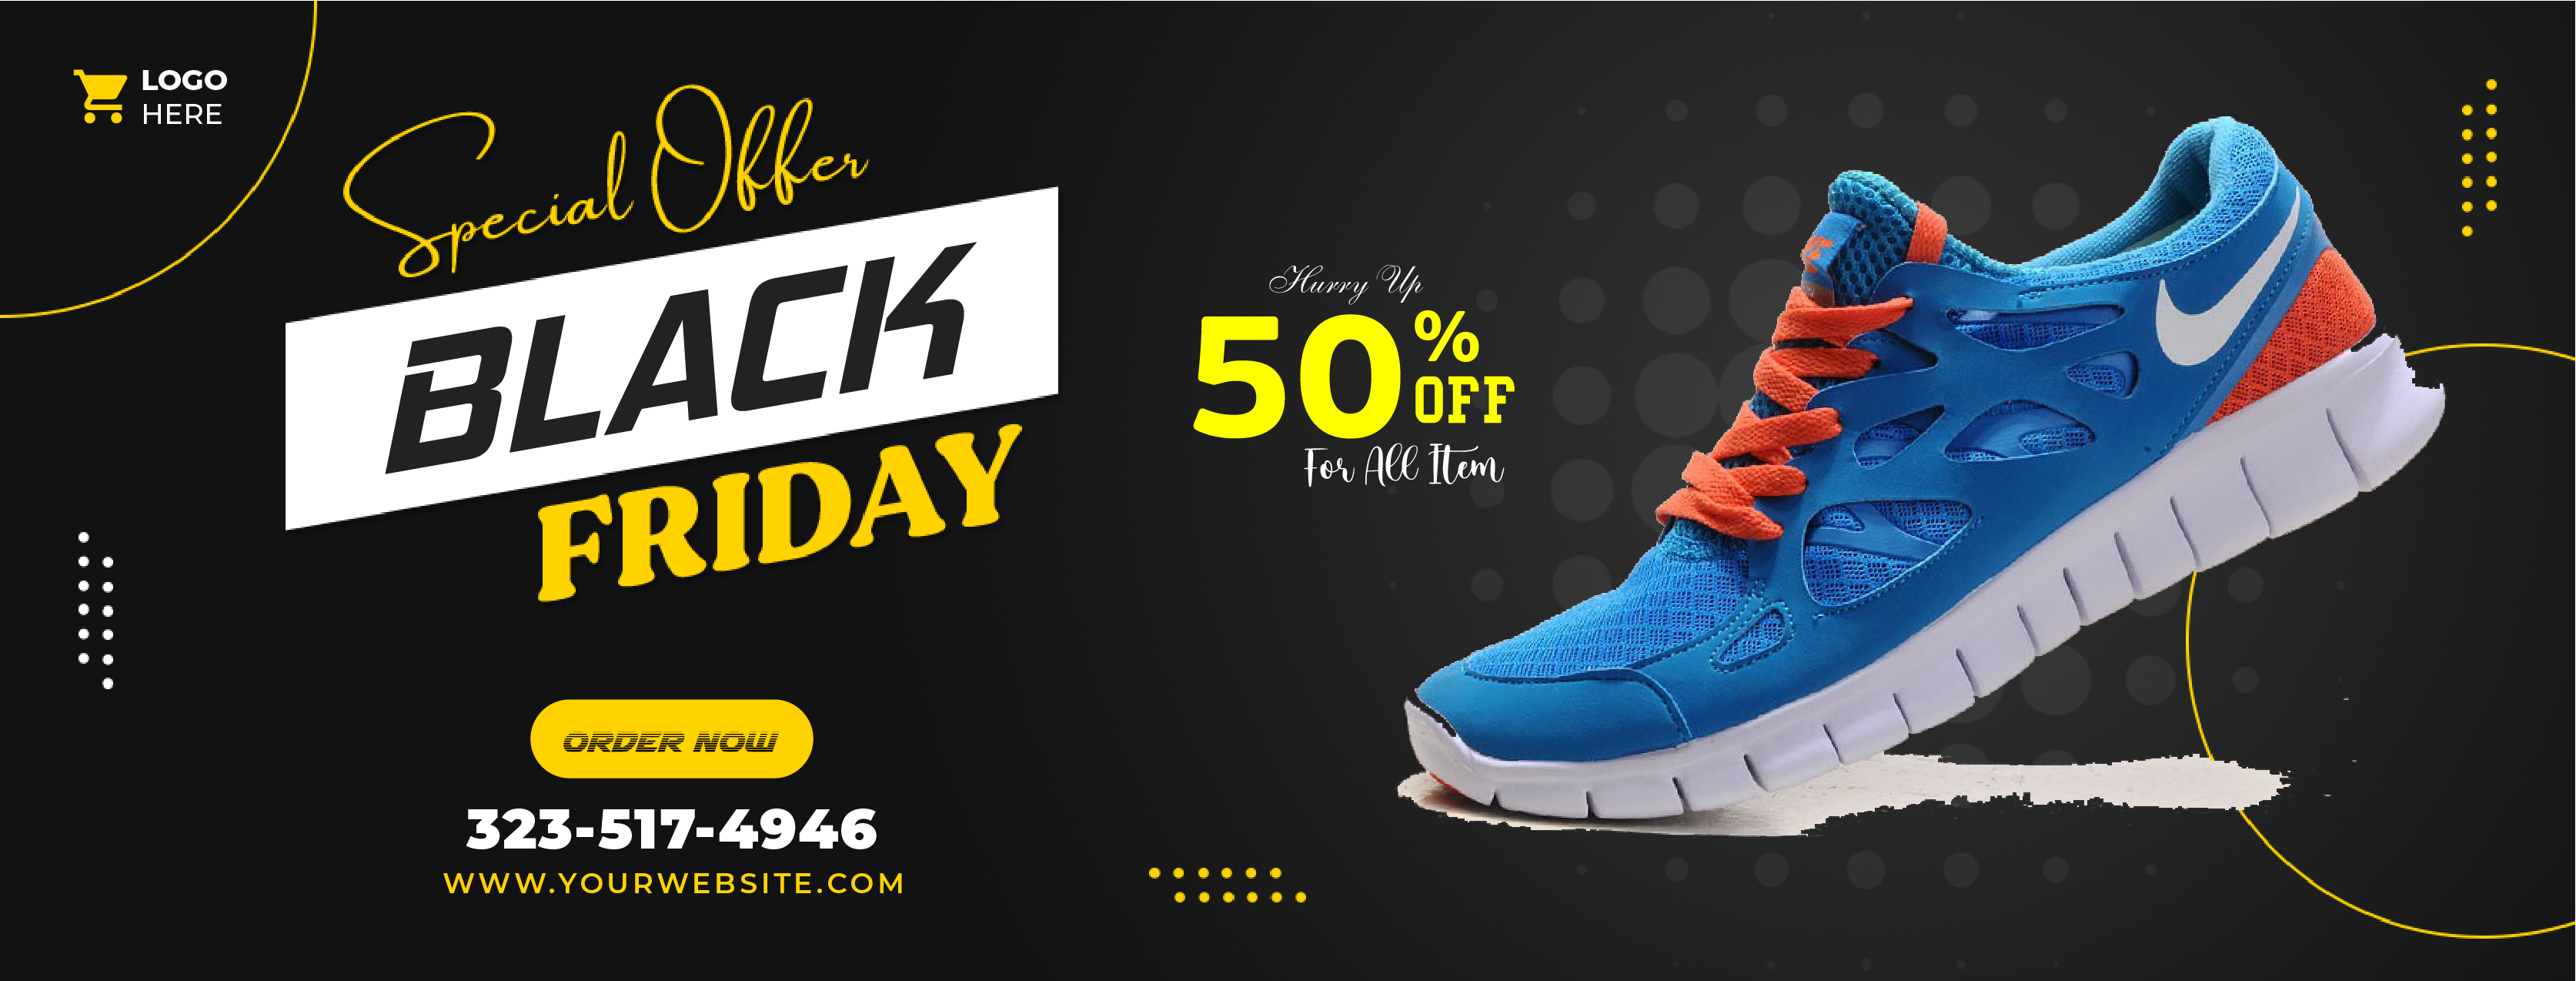 LOGO
HERE
Special Offer
BLACK
FRIDAY
Hurry Up
50%
OFF
For All Item
ORDER NOW
323-517-4946
WWW.YOURWEBSITE.COM